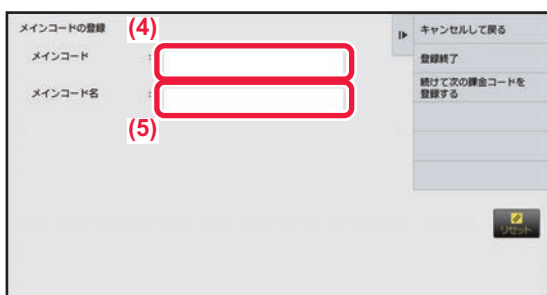 メインコードの登録
(4)
キャンセルして戻る
メインコード :
登録終了
続けて次の課金コードを
登録する
メインコード名 :
(5)
リセット